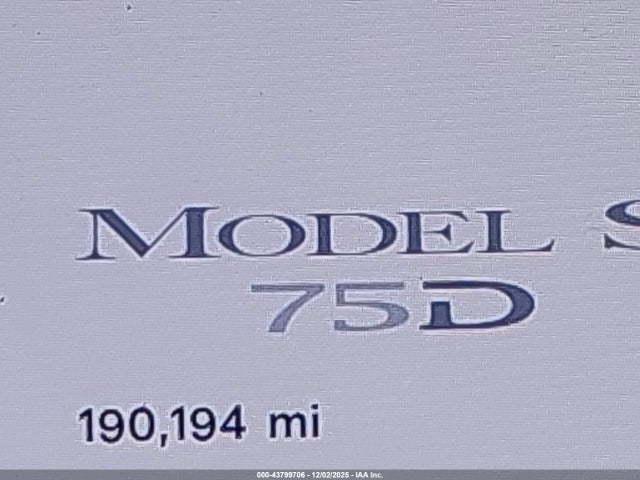 MODEL S
75D
190,194 mi
000-43799706 - 12/02/2025 - IAA Inc.